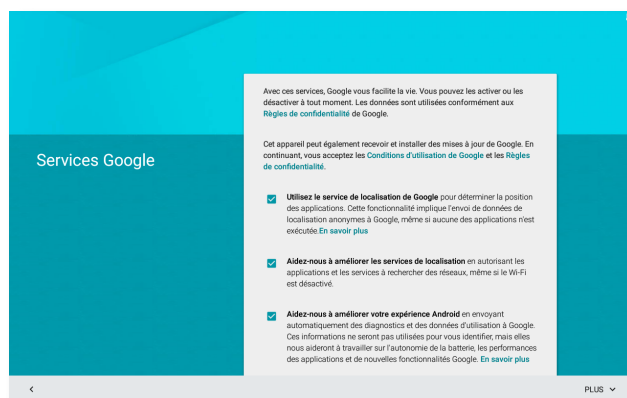 Avec ces services, Google vous facilite la vie. Vous pouvez les activer ou les
désactiver à tout moment. Les données sont utilisées conformément aux
Règles de confidentialité de Google.
Cet appareil peut également recevoir et installer des mises à jour de Google. En
continuant, vous acceptez les Conditions d'utilisation de Google et les Règles
de confidentialité.
Services Google
Utilisez le service de localisation de Google pour déterminer la position
des applications. Cette fonctionnalité implique l'envoi de données de
localisation anonymes à Google, même si aucune des applications n'est
exécutée.En savoir plus
Aidez-nous à améliorer les services de localisation en autorisant les
applications et les services à rechercher des réseaux, même si le Wi-Fi
est désactivé.
Aidez-nous à améliorer votre expérience Android en envoyant
automatiquement des diagnostics et des données d'utilisation à Google.
Ces informations ne seront pas utilisées pour vous identifier, mais elles
nous aideront à travailler sur l'autonomie de la batterie, les performances
des applications et de nouvelles fonctionnalités Google. En savoir plus
PLUS